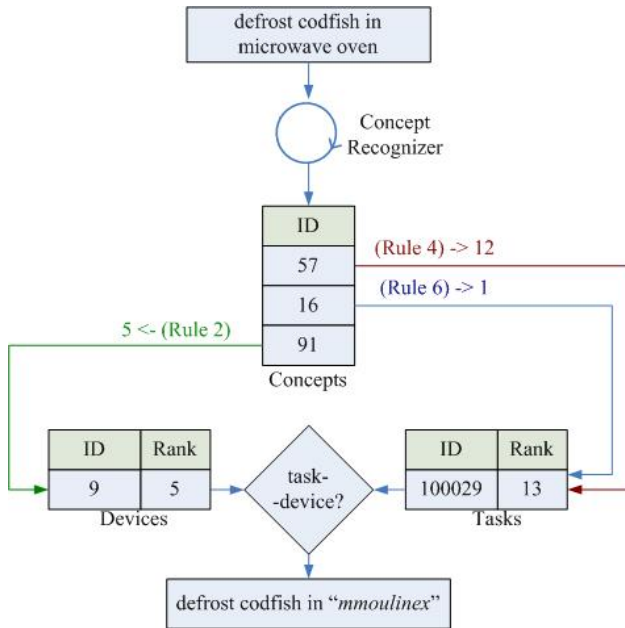 defrost codfish in
microwave oven
Concept
Recognizer
ID
(Rule 4) -> 12
57
(Rule 6) -> 1
16
5 <- (Rule 2)
91
Concepts
ID Rank
9 5
Devices
task-
-device?
ID Rank
100029 13
Tasks
defrost codfish in “mmoulinex”